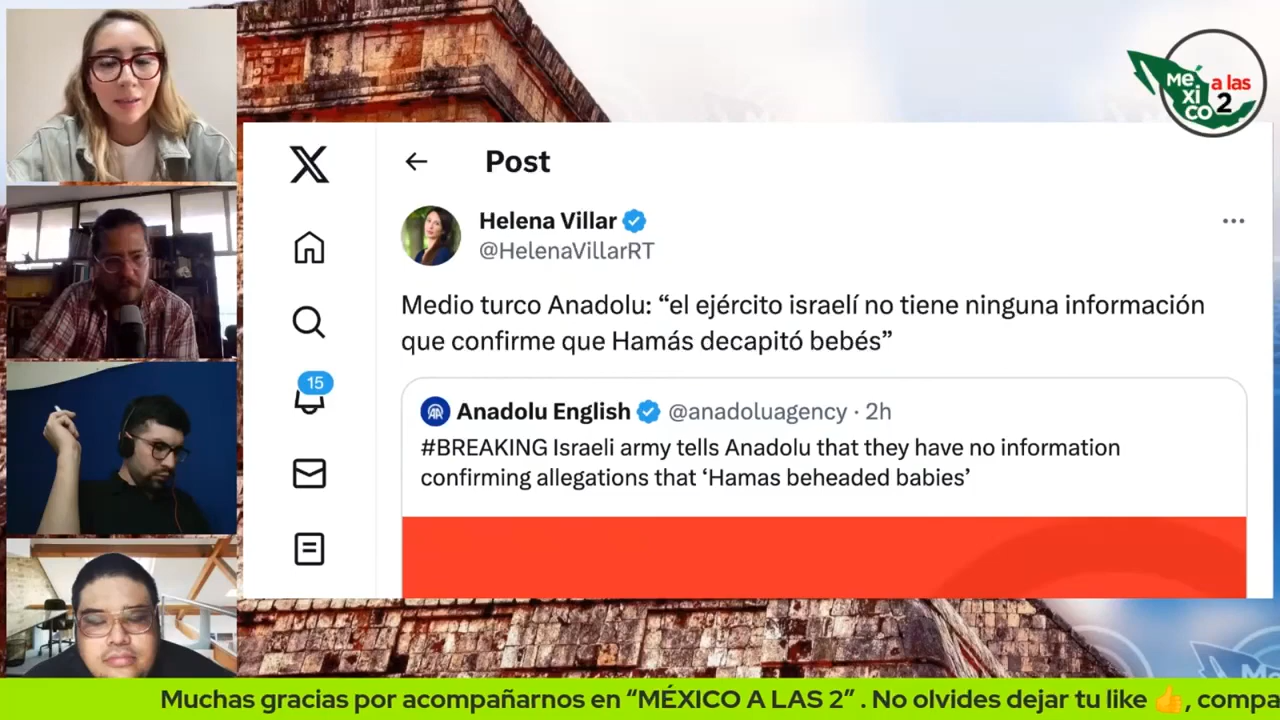 MéxicO a las 2
Post
Helena Villar
@HelenaVillarRT
Medio turco Anadolu: “el ejército israelí no tiene ninguna información
que confirme que Hamás decapitó bebés”
15
Anadolu English @anadoluagency · 2h
#BREAKING Israeli army tells Anadolu that they have no information
confirming allegations that ‘Hamas beheaded babies’
Muchas gracias por acompañarnos en “MÉXICO A LAS 2” . No olvides dejar tu like 👍, compa